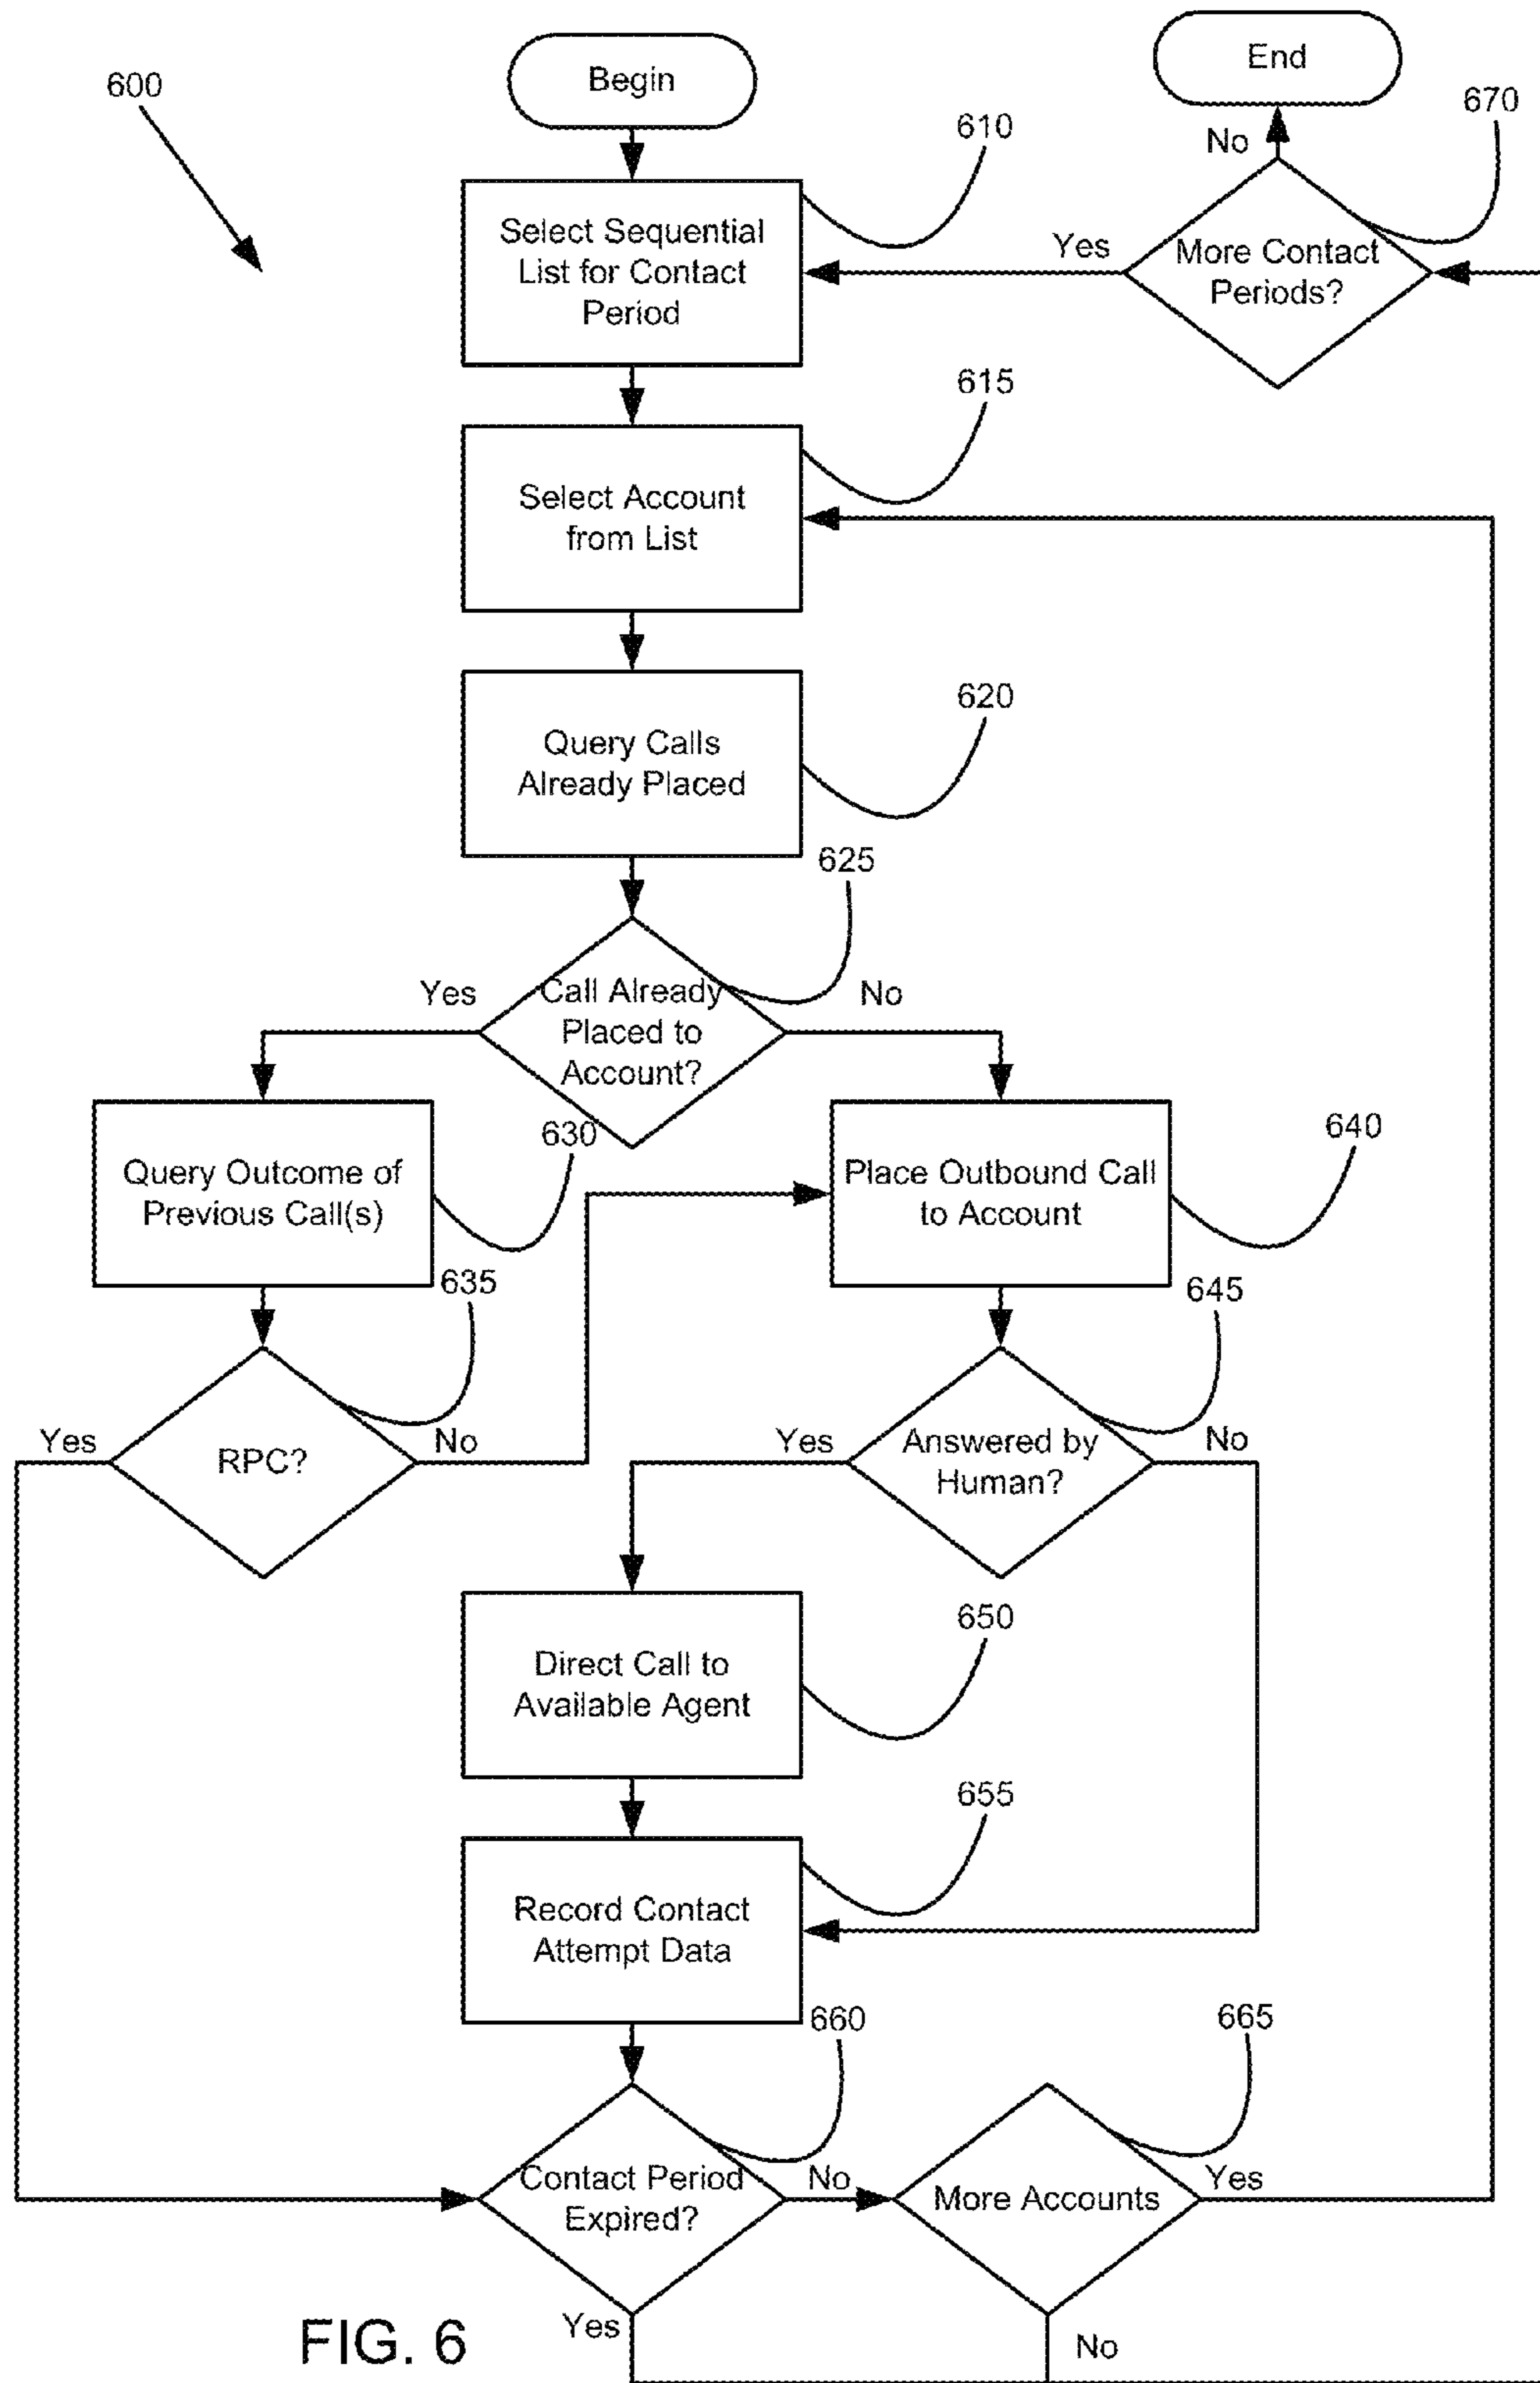 600
Begin
End
670
610
No
Select Sequential
List for Contact
Period
Yes
More Contact
Periods?
615
Select Account
from List
620
Query Calls
Already Placed
625
Yes
Call Already
Placed to
Account?
No
630
640
Query Outcome of
Previous Call(s)
Place Outbound Call
to Account
635
645
Yes
RPC?
No
Yes
Answered by
Human?
No
650
Direct Call to
Available Agent
655
Record Contact
Attempt Data
660
665
Contact Period
Expired?
No
More Accounts
Yes
Yes
No
FIG. 6